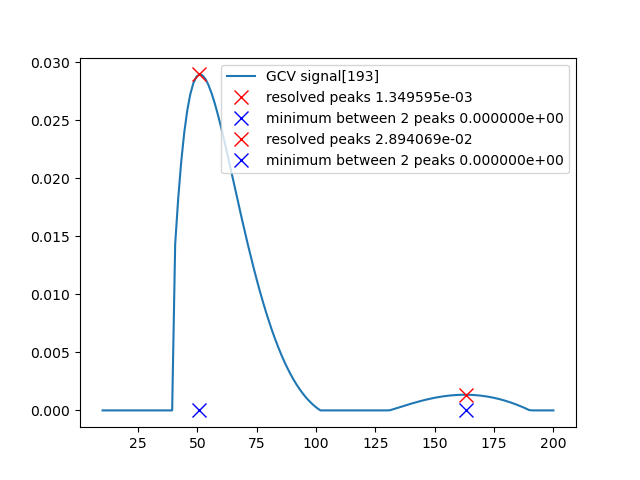 0.030
0.025
0.020
0.015
0.010
0.005
0.000
GCV signal[193]
resolved peaks 1.349595e-03
minimum between 2 peaks 0.000000e+00
resolved peaks 2.894069e-02
minimum between 2 peaks 0.000000e+00
25 50 75 100 125 150 175 200